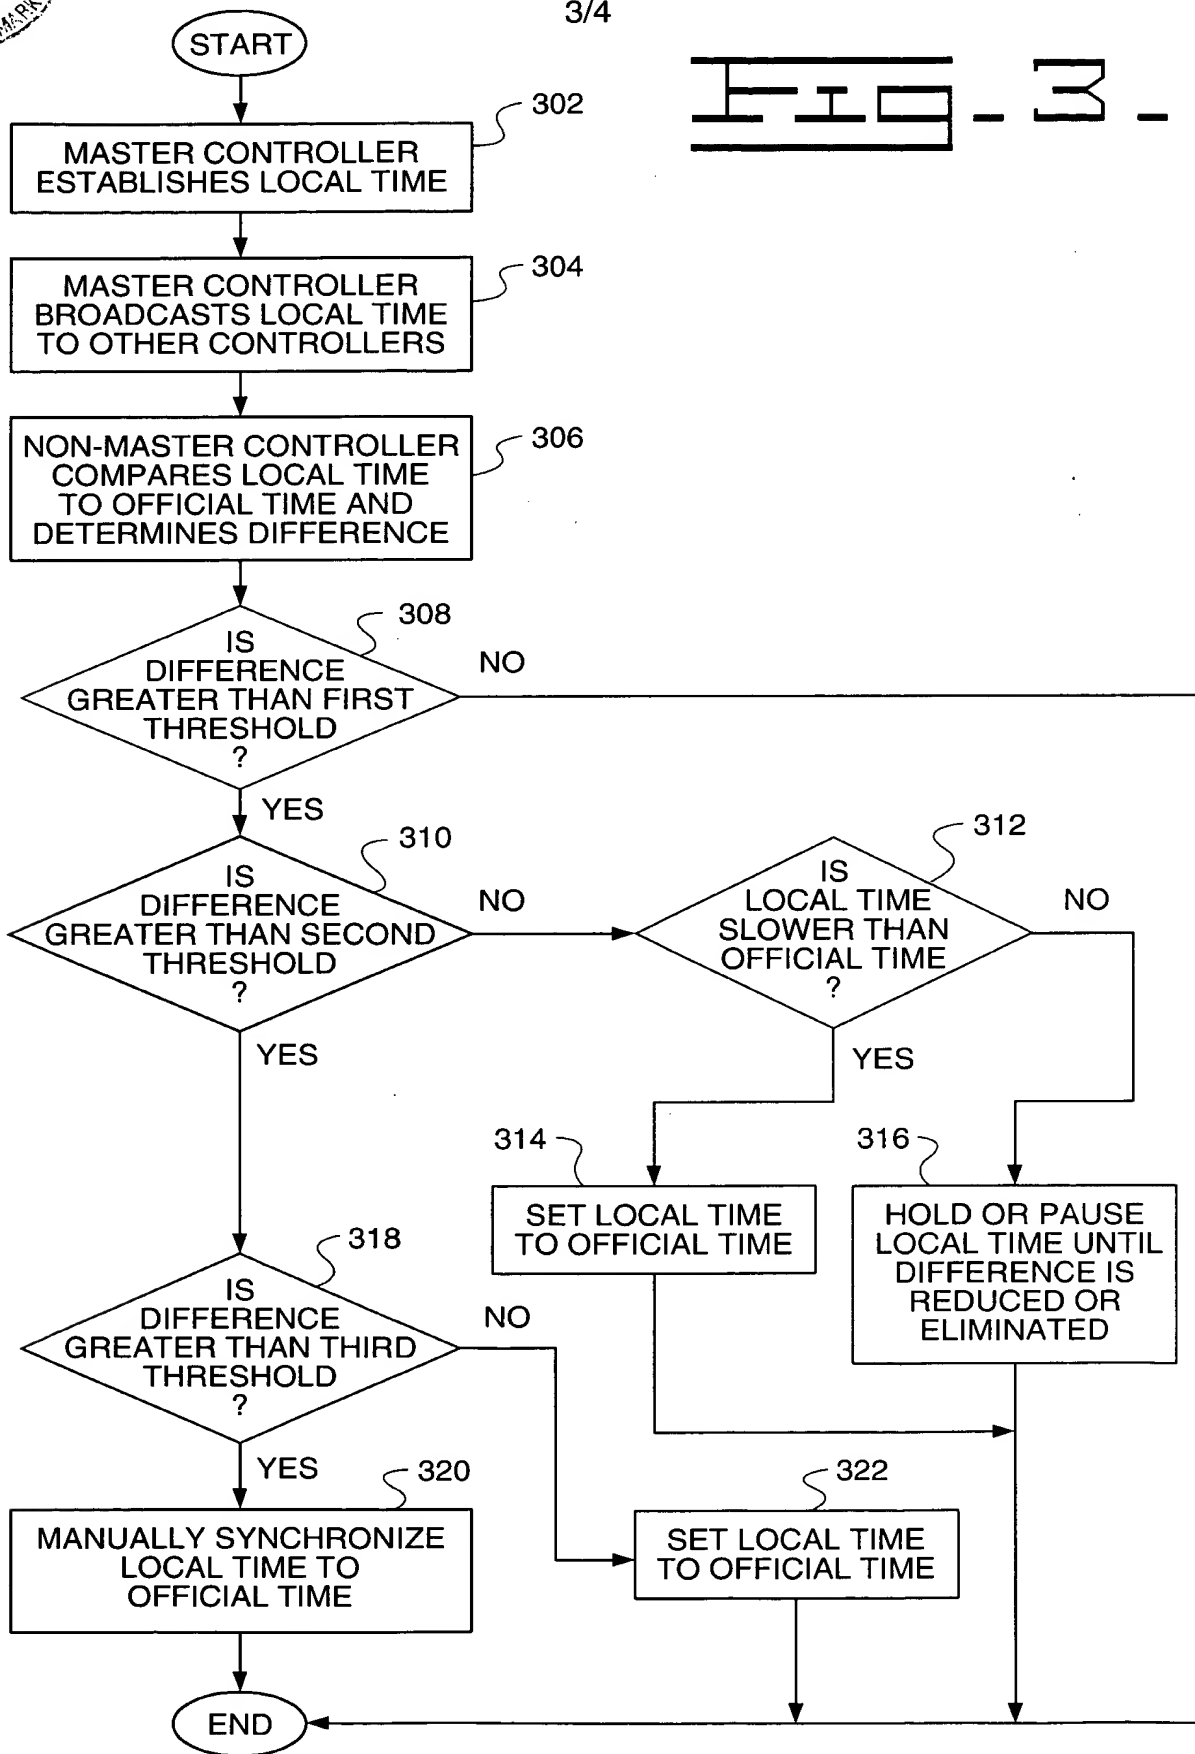 MARK
3/4
Fig_3_
START
302
MASTER CONTROLLER
ESTABLISHES LOCAL TIME
304
MASTER CONTROLLER
BROADCASTS LOCAL TIME
TO OTHER CONTROLLERS
306
NON-MASTER CONTROLLER
COMPARES LOCAL TIME
TO OFFICIAL TIME AND
DETERMINES DIFFERENCE
308
IS
DIFFERENCE
GREATER THAN FIRST
THRESHOLD
?
NO
YES
310
IS
DIFFERENCE
GREATER THAN SECOND
THRESHOLD
?
NO
YES
312
IS
LOCAL TIME
SLOWER THAN
OFFICIAL TIME
?
NO
YES
314
SET LOCAL TIME
TO OFFICIAL TIME
316
HOLD OR PAUSE
LOCAL TIME UNTIL
DIFFERENCE IS
REDUCED OR
ELIMINATED
318
IS
DIFFERENCE
GREATER THAN THIRD
THRESHOLD
?
NO
YES
320
MANUALLY SYNCHRONIZE
LOCAL TIME TO
OFFICIAL TIME
322
SET LOCAL TIME
TO OFFICIAL TIME
END